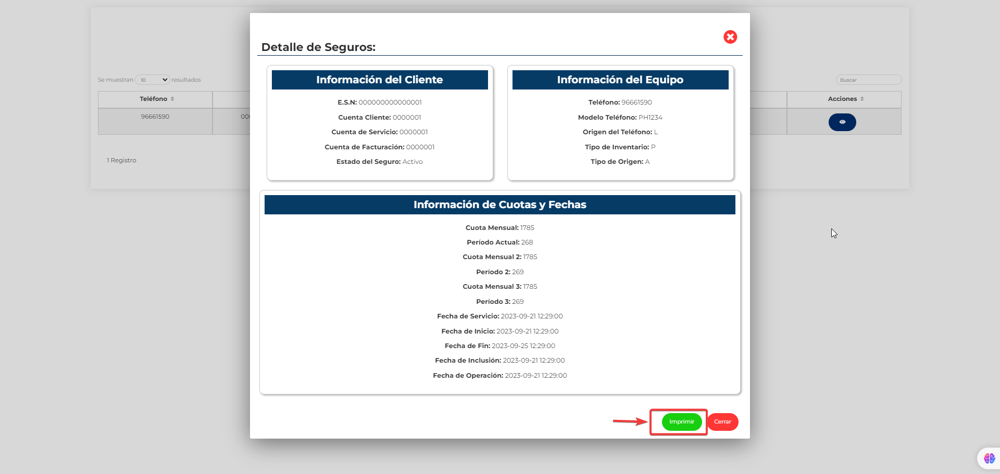 Detalle de Seguros:
Se muestran 10 resultados
Buscar
Teléfono
Acciones
96661590
000
1 Registro
Información del Cliente
E.S.N: 000000000000001
Cuenta Cliente: 0000001
Cuenta de Servicio: 0000001
Cuenta de Facturación: 0000001
Estado del Seguro: Activo
Información del Equipo
Teléfono: 96661590
Modelo Teléfono: PH1234
Origen del Teléfono: L
Tipo de Inventario: P
Tipo de Origen: A
Información de Cuotas y Fechas
Cuota Mensual: 1785
Período Actual: 268
Cuota Mensual 2: 1785
Período 2: 269
Cuota Mensual 3: 1785
Período 3: 269
Fecha de Servicio: 2023-09-21 12:29:00
Fecha de Inicio: 2023-09-21 12:29:00
Fecha de Fin: 2023-09-25 12:29:00
Fecha de Inclusión: 2023-09-21 12:29:00
Fecha de Operación: 2023-09-21 12:29:00
Imprimir
Cerrar